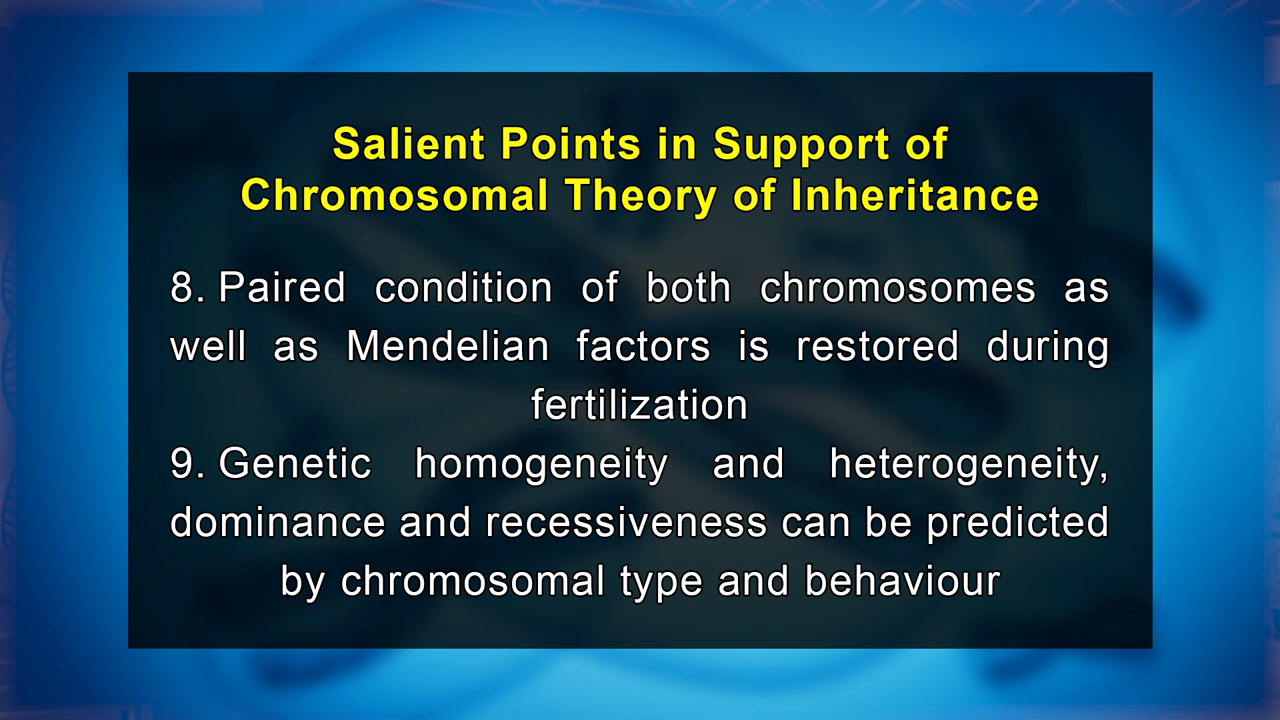 Salient Points in Support of
Chromosomal Theory of Inheritance
8. Paired condition of both chromosomes as
well as Mendelian factors is restored during
fertilization
9. Genetic homogeneity and heterogeneity,
dominance and recessiveness can be predicted
by chromosomal type and behaviour